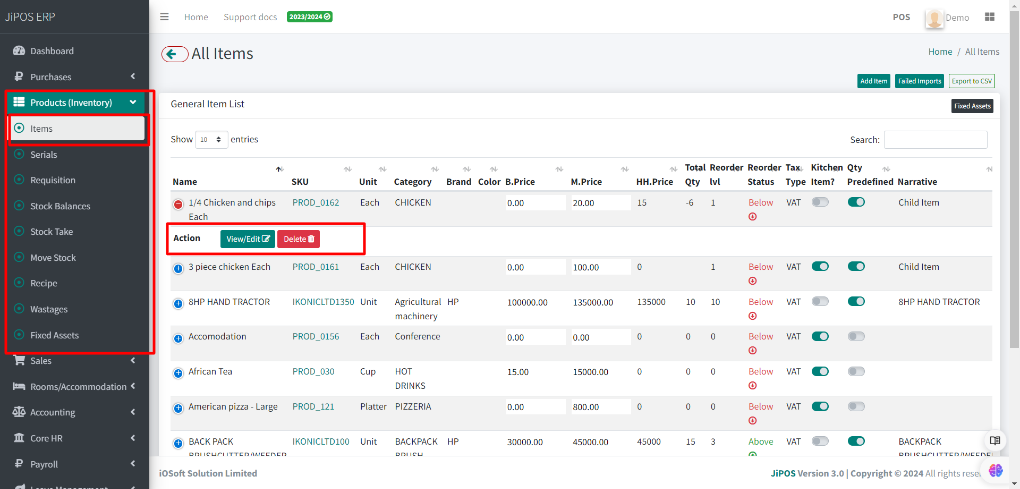 JiPOS ERP
Home Support docs 2023/2024 POS Demo
Dashboard
Purchases
Products (Inventory)
Items
Serials
Requisition
Stock Balances
Stock Take
Move Stock
Recipe
Wastages
Fixed Assets
Sales
Rooms/Accommodation
Accounting
Core HR
Payroll
Leave Management
All Items
Home / All Items
Add Item Failed Imports Export to CSV
General Item List
Fixed Assets
Show 10 entries
Search:
Name SKU Unit Category Brand Color B.Price M.Price HH.Price Total Qty Reorder lvl Reorder Status Tax Type Kitchen Item? Qty Predefined Narrative
1/4 Chicken and chips Each PROD_0162 Each CHICKEN 0.00 20.00 15 -6 1 Below VAT Child Item
Action View/Edit Delete
3 piece chicken Each PROD_0161 Each CHICKEN 0.00 100.00 0 1 Below VAT Child Item
8HP HAND TRACTOR IKONICLTD1350 Unit Agricultural machinery HP 100000.00 135000.00 135000 10 10 Below VAT 8HP HAND TRACTOR
Accomodation PROD_0156 Each Conference 0.00 0.00 0 0 0 Below VAT
African Tea PROD_030 Cup HOT DRINKS 15.00 15000.00 0 0 0 Below VAT
American pizza - Large PROD_121 Platter PIZZERIA 0.00 800.00 0 0 0 Below VAT
BACK PACK BRUSHCUTTER/WEEDER IKONICLTD100 Unit BACKPACK BRUSH HP 30000.00 45000.00 45000 15 3 Above VAT BACKPACK BRUSHCUTTER/WEEDER
iOSoft Solution Limited
JiPOS Version 3.0 | Copyright © 2024 All rights rese